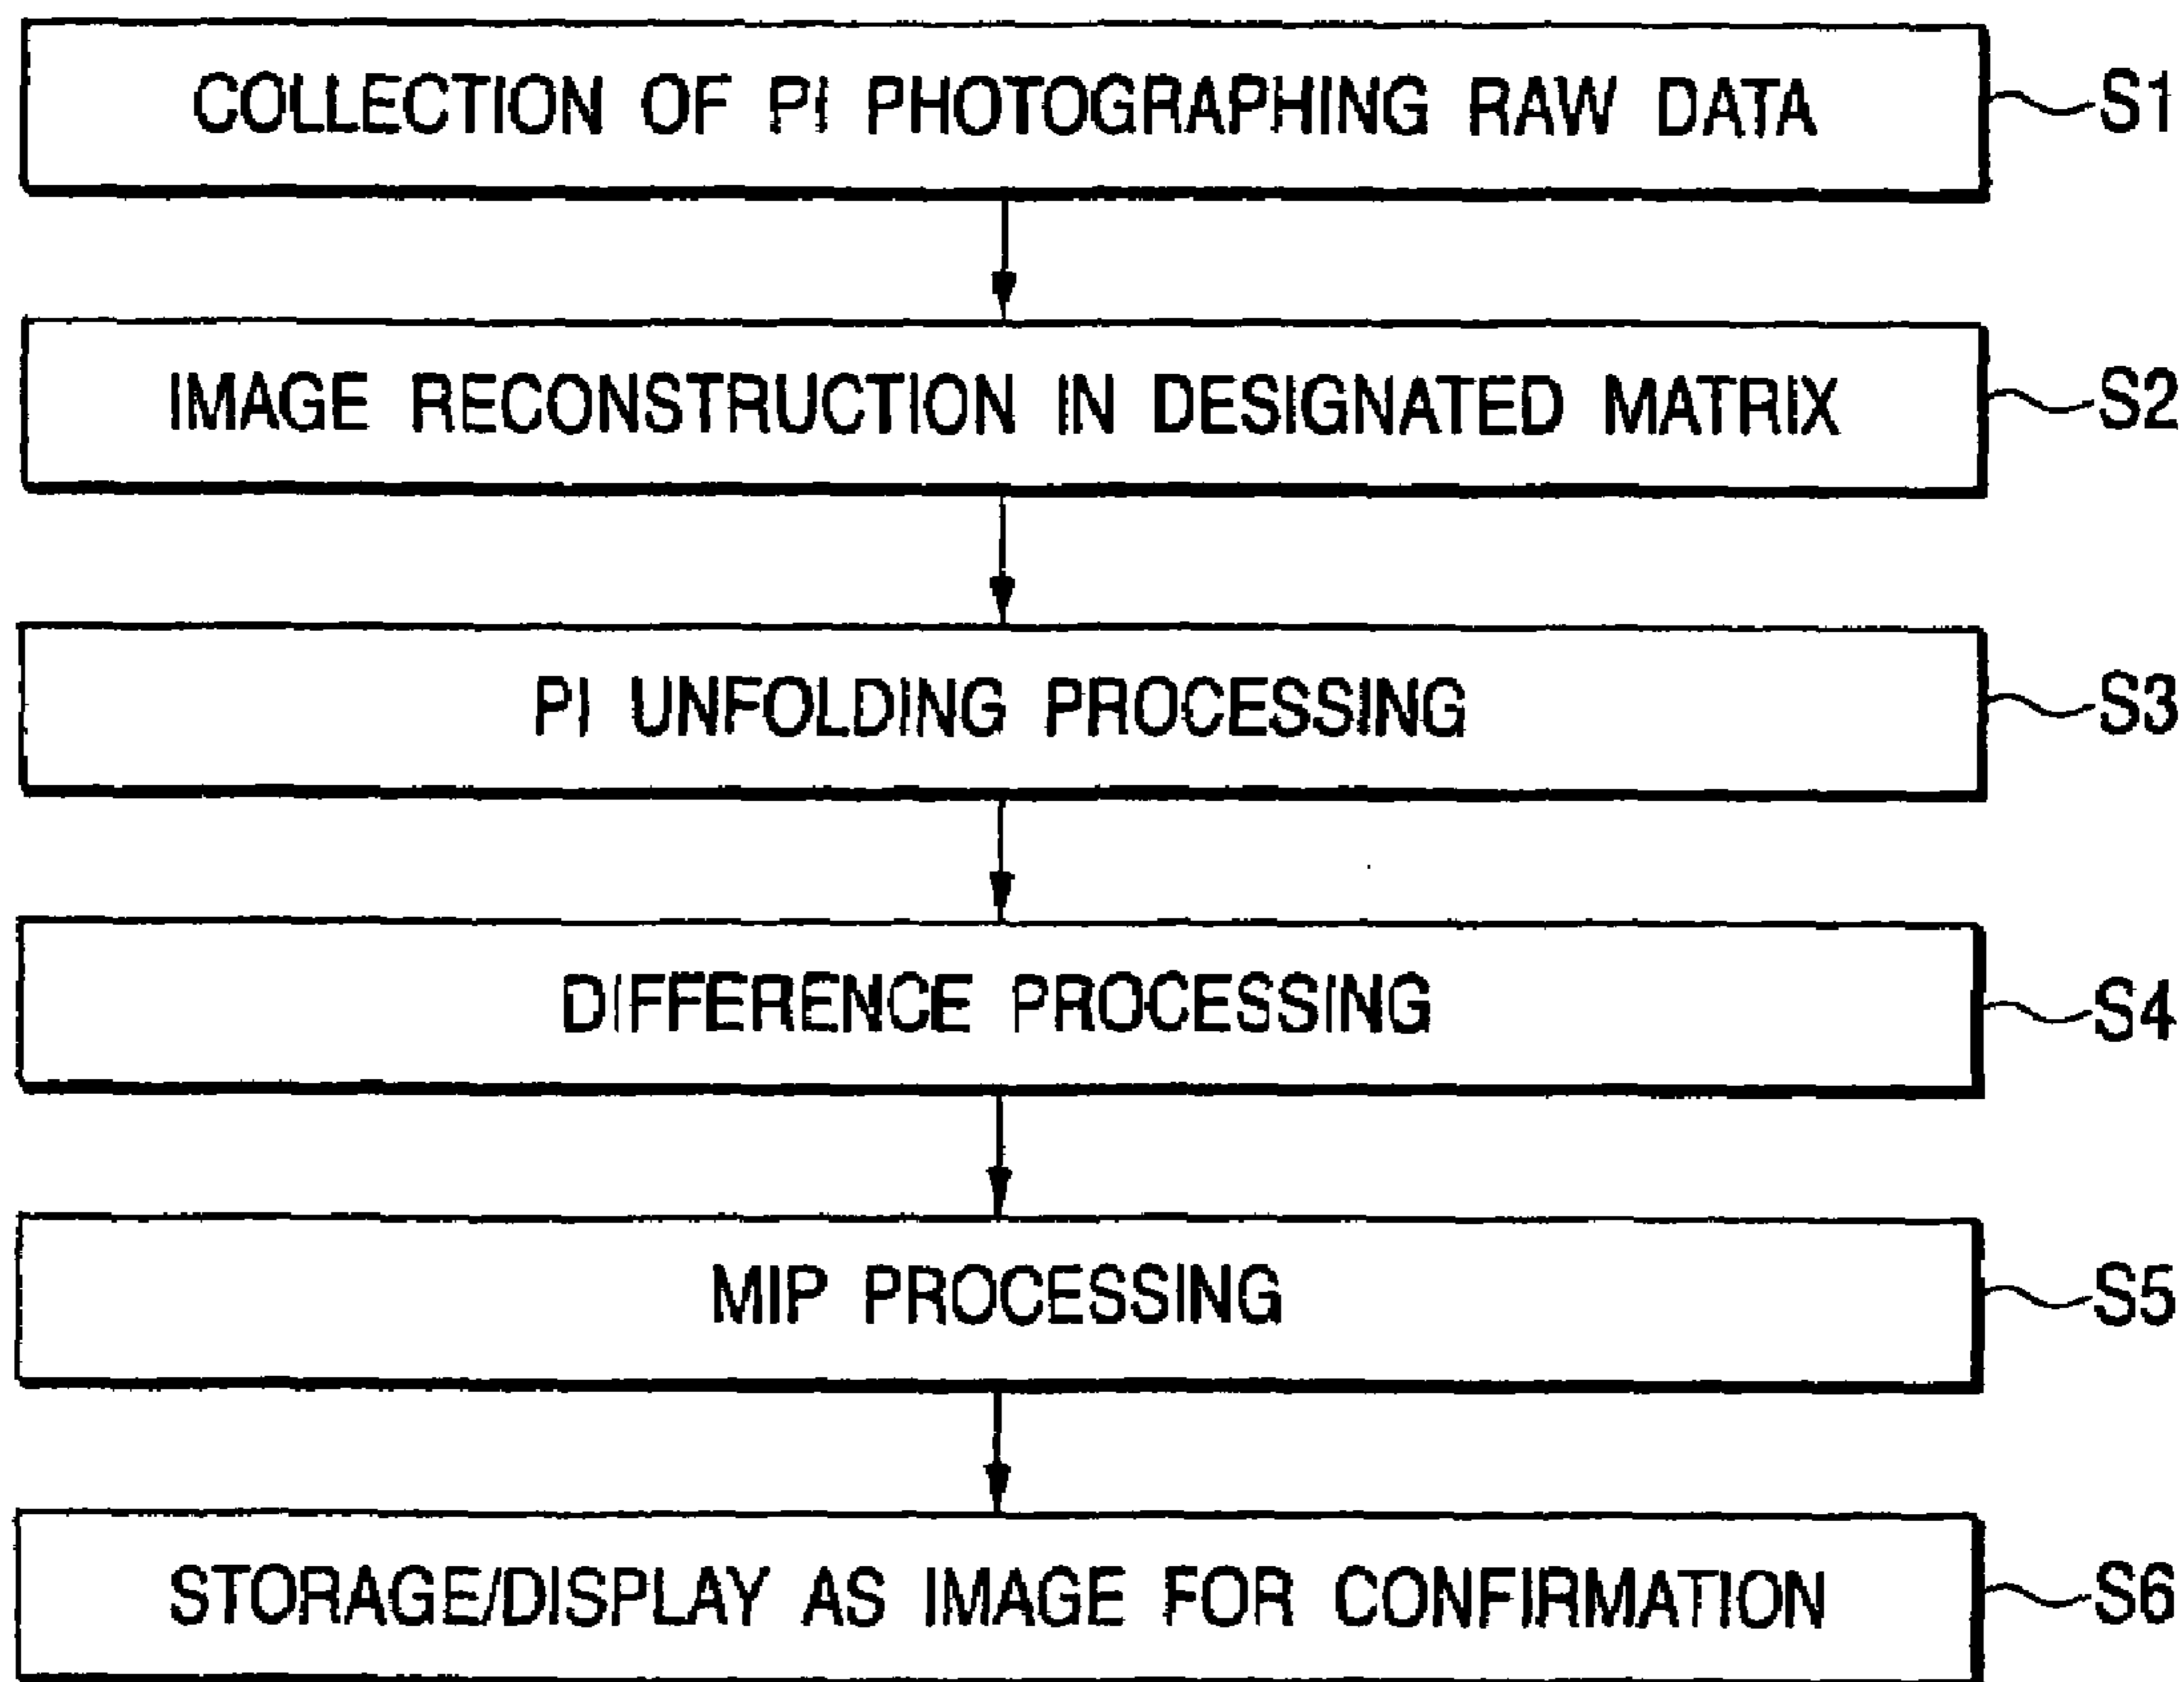 COLLECTION OF PI PHOTOGRAPHING RAW DATA S1
IMAGE RECONSTRUCTION IN DESIGNATED MATRIX S2
PI UNFOLDING PROCESSING S3
DIFFERENCE PROCESSING S4
MIP PROCESSING S5
STORAGE/DISPLAY AS IMAGE FOR CONFIRMATION S6